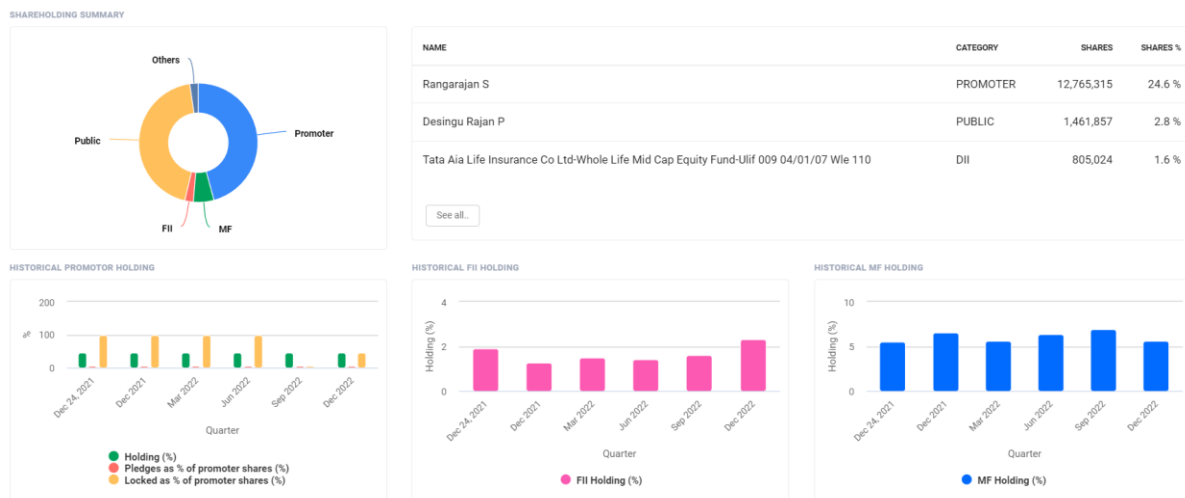 SHAREHOLDING SUMMARY
Others
Public
Promoter
FII
MF
NAME CATEGORY SHARES SHARES %
Rangarajan S PROMOTER 12,765,315 24.6 %
Desingu Rajan P PUBLIC 1,461,857 2.8 %
Tata Aia Life Insurance Co Ltd-Whole Life Mid Cap Equity Fund-Ulif 009 04/01/07 Wle 110 DII 805,024 1.6 %
See all..
HISTORICAL PROMOTOR HOLDING
200
100
0
%
Dec 24, 2021 Dec 2021 Mar 2022 Jun 2022 Sep 2022 Dec 2022
Quarter
Holding (%)
Pledges as % of promoter shares (%)
Locked as % of promoter shares (%)
HISTORICAL FII HOLDING
4
2
0
Holding (%)
Dec 24, 2021 Dec 2021 Mar 2022 Jun 2022 Sep 2022 Dec 2022
Quarter
FII Holding (%)
HISTORICAL MF HOLDING
10
5
0
Holding (%)
Dec 24, 2021 Dec 2021 Mar 2022 Jun 2022 Sep 2022 Dec 2022
Quarter
MF Holding (%)